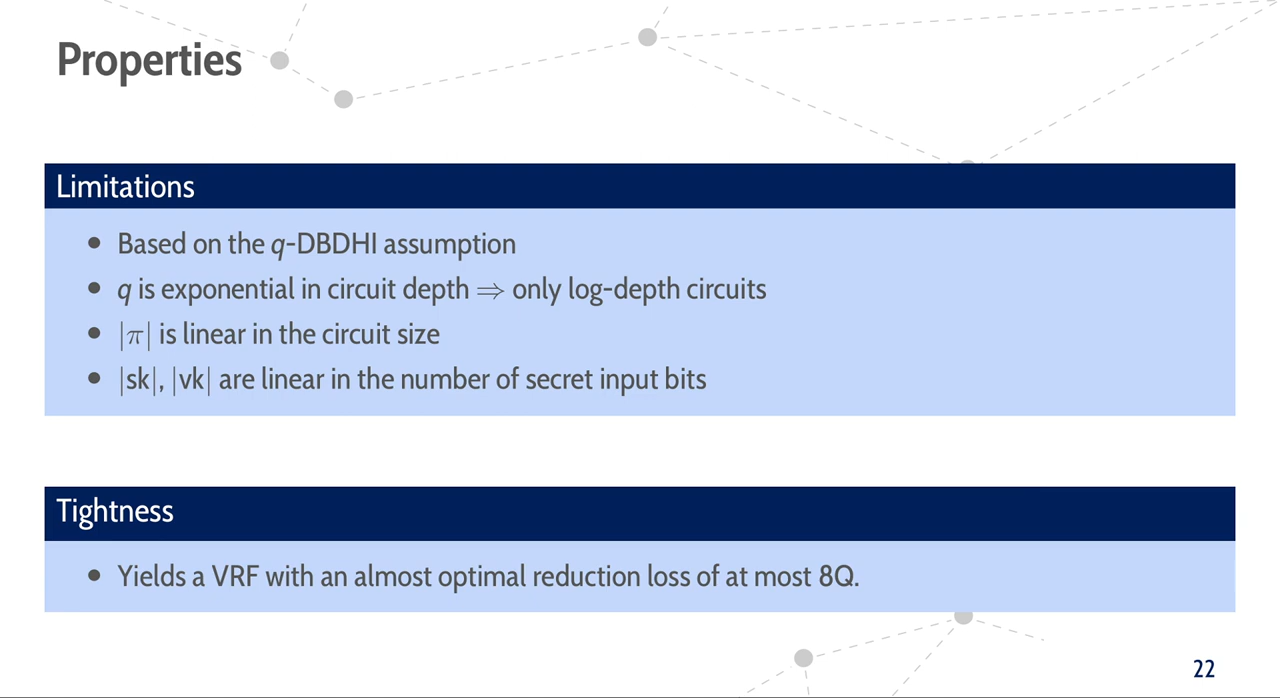 Properties
Limitations
• Based on the q-DBDHI assumption
• q is exponential in circuit depth ⇒ only log-depth circuits
• |π| is linear in the circuit size
• |sk|, |vk| are linear in the number of secret input bits
Tightness
• Yields a VRF with an almost optimal reduction loss of at most 8Q.
22